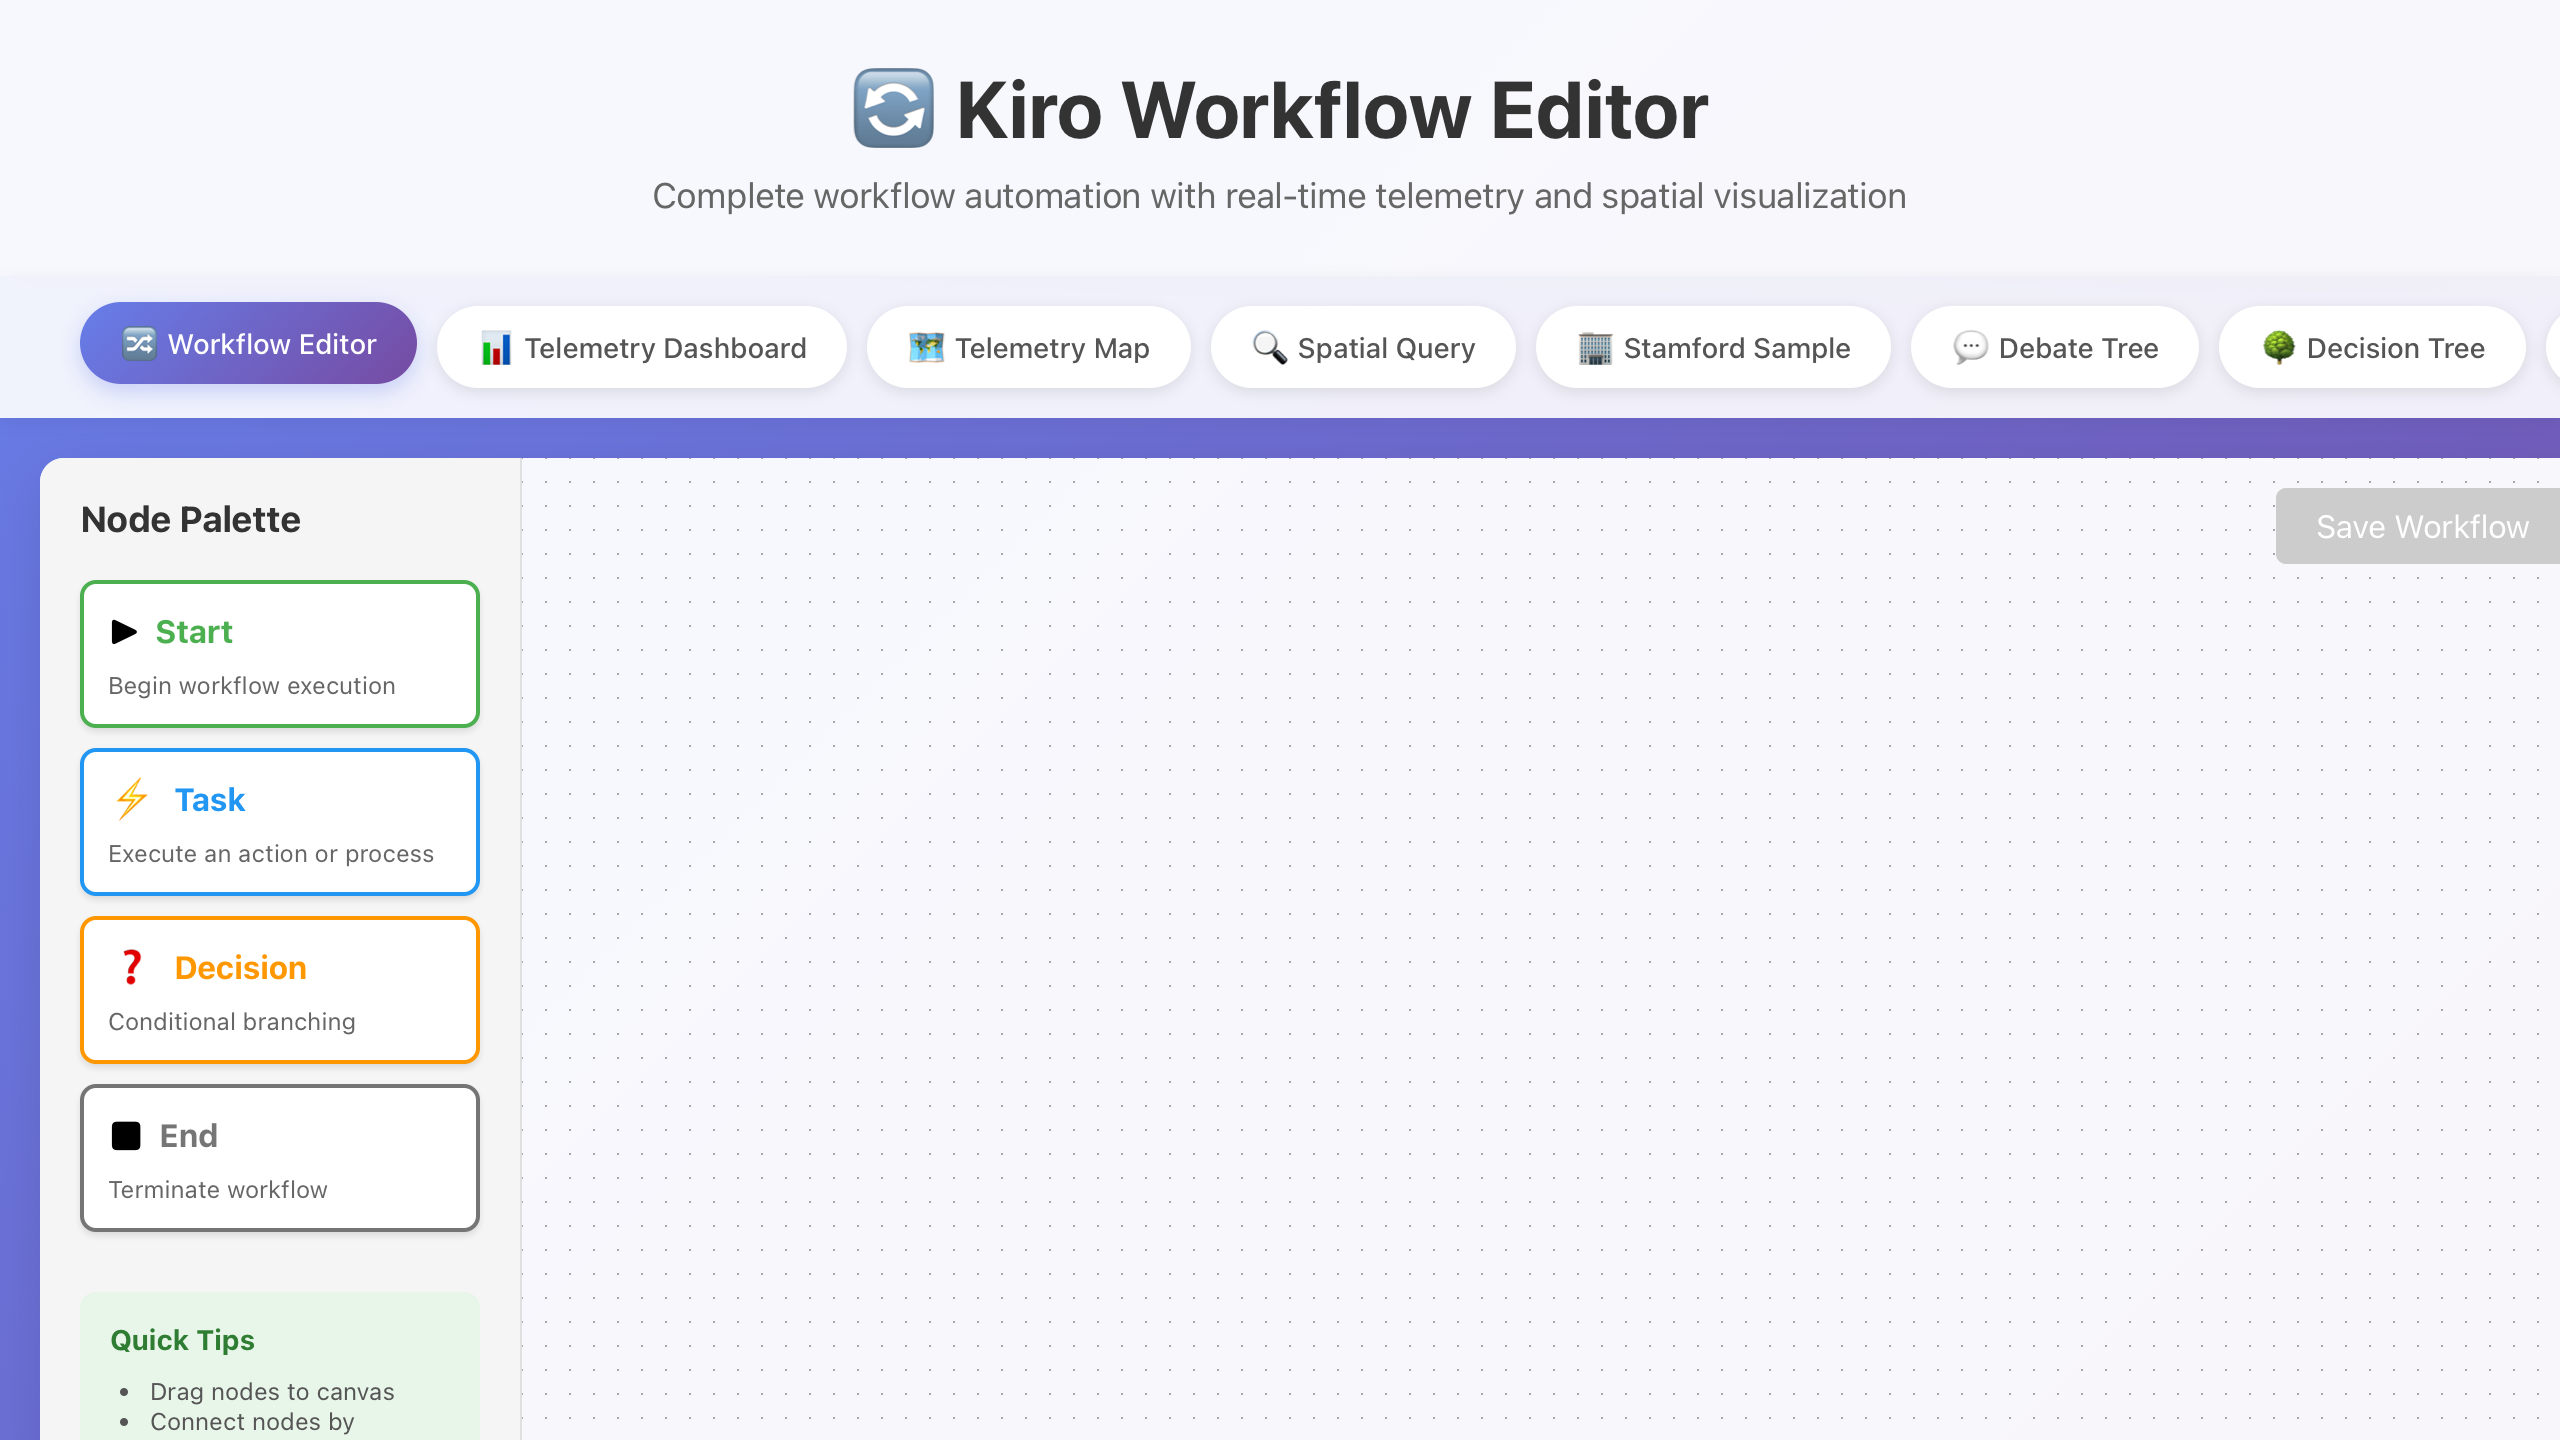 Kiro Workflow Editor
Complete workflow automation with real-time telemetry and spatial visualization
Workflow Editor
Telemetry Dashboard
Telemetry Map
Spatial Query
Stamford Sample
Debate Tree
Decision Tree
Node Palette
Save Workflow
Start
Begin workflow execution
Task
Execute an action or process
Decision
Conditional branching
End
Terminate workflow
Quick Tips
• Drag nodes to canvas
• Connect nodes by